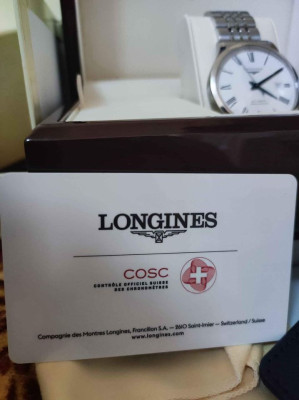 LONGINES
LONGINES
COSC
CONTRÔLE OFFICIEL SUISSE
DES CHRONOMÈTRES
Compagnie des Montres Longines, Francillon S.A. — 2610 Saint-Imier — Switzerland / Suisse
www.longines.com